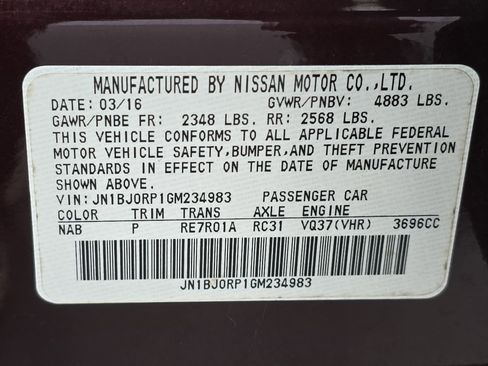 MANUFACTURED BY NISSAN MOTOR CO.,LTD.
DATE: 03/16 GVWR/PNBV: 4883 LBS.
GAWR/PNBE FR: 2348 LBS. RR: 2568 LBS.
THIS VEHICLE CONFORMS TO ALL APPLICABLE FEDERAL
MOTOR VEHICLE SAFETY,BUMPER,AND THEFT PREVENTION
STANDARDS IN EFFECT ON THE DATE OF MANUFACTURE
SHOWN ABOVE.
VIN: JN1BJ0RP1GM234983 PASSENGER CAR
COLOR TRIM TRANS AXLE ENGINE
NAB P RE7R01A RC31 VQ37(VHR) 3696CC
JN1BJ0RP1GM234983